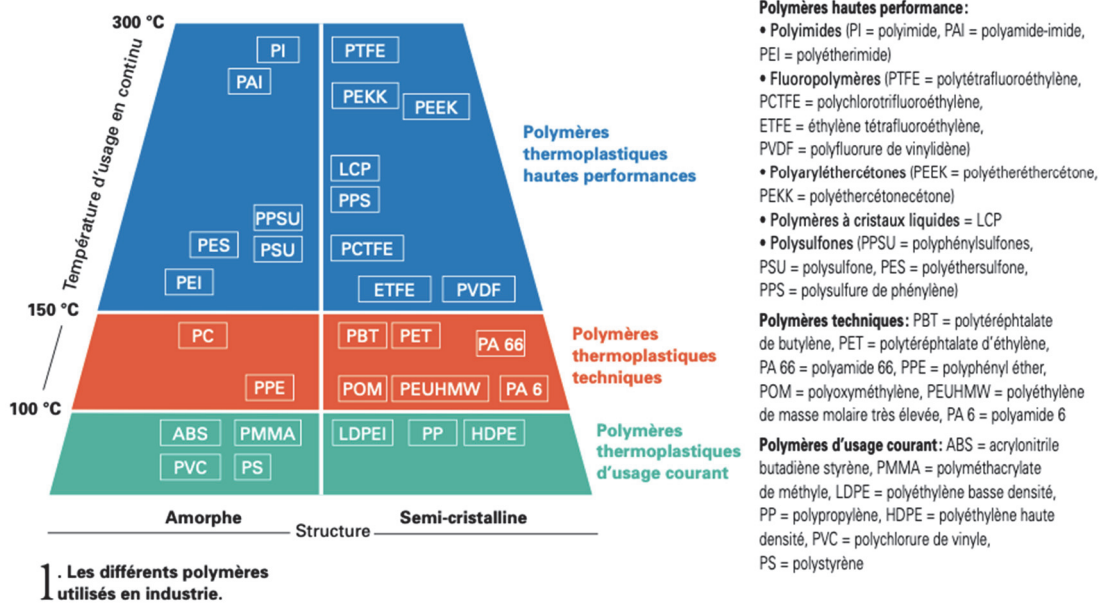 300 °C
Température d'usage en continu
150 °C
100 °C
PI
PTFE
PAI
PEKK
PEEK
LCP
PPS
PPSU
PES
PSU
PCTFE
PEI
ETFE
PVDF
PC
PBT
PET
PA 66
PPE
POM
PEUHMW
PA 6
ABS
PMMA
LDPEI
PP
HDPE
PVC
PS
Polymères
thermoplastiques
hautes performances
Polymères
thermoplastiques
techniques
Polymères
thermoplastiques
d'usage courant
Amorphe
Semi-cristalline
Structure
1. Les différents polymères
utilisés en industrie.
Polymères hautes performance :
• Polyimides (PI = polyimide, PAI = polyamide-imide,
PEI = polyétherimide)
• Fluoropolymères (PTFE = polytétrafluoroéthylène,
PCTFE = polychlorotrifluoroéthylène,
ETFE = éthylène tétrafluoroéthylène,
PVDF = polyfluorure de vinylidène)
• Polyaryléthercétones (PEEK = polyétheréthercétone,
PEKK = polyéthercétonecétone)
• Polymères à cristaux liquides = LCP
• Polysulfones (PPSU = polyphénylsulfones,
PSU = polysulfone, PES = polyéthersulfone,
PPS = polysulfure de phénylène)
Polymères techniques : PBT = polytéréphtalate
de butylène, PET = polytéréphtalate d'éthylène,
PA 66 = polyamide 66, PPE = polyphényl éther,
POM = polyoxyméthylène, PEUHMW = polyéthylène
de masse molaire très élevée, PA 6 = polyamide 6
Polymères d'usage courant : ABS = acrylonitrile
butadiène styrène, PMMA = polyméthacrylate
de méthyle, LDPE = polyéthylène basse densité,
PP = polypropylène, HDPE = polyéthylène haute
densité, PVC = polychlorure de vinyle,
PS = polystyrène